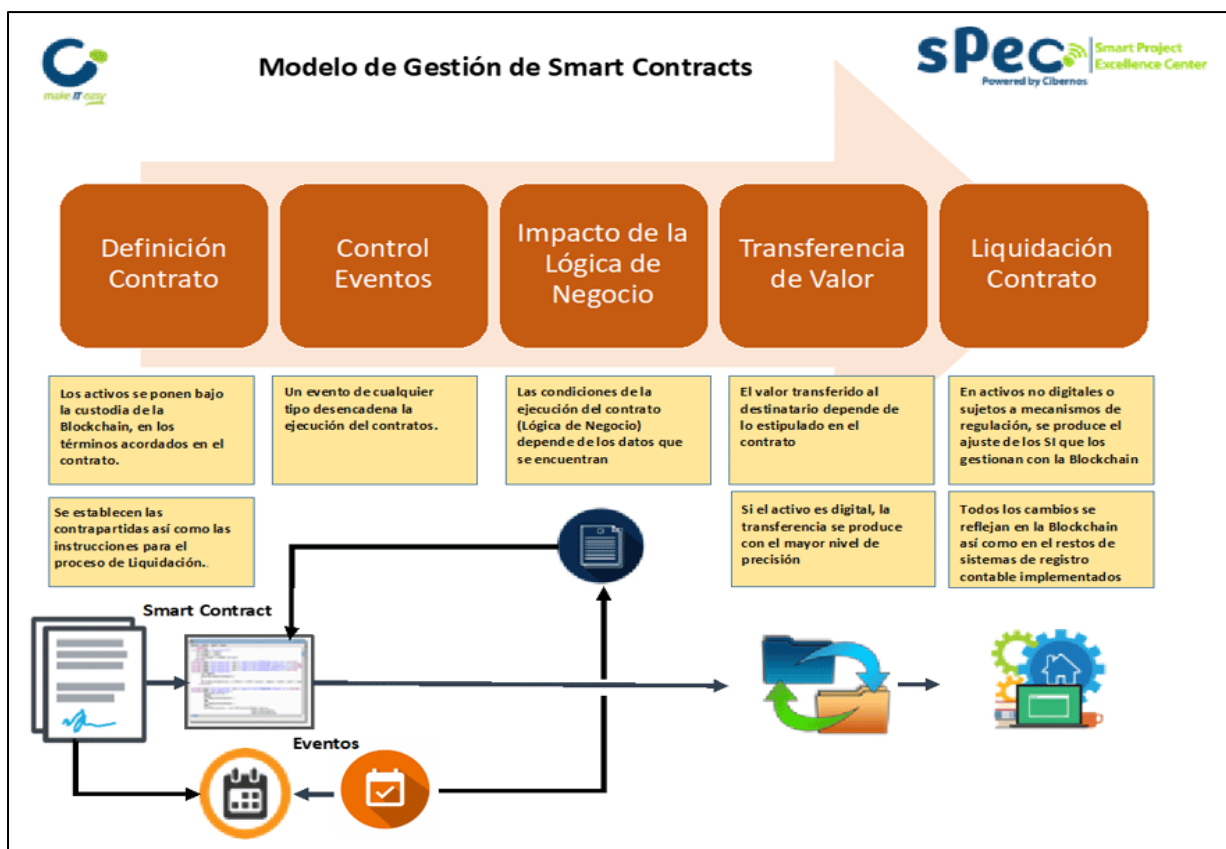 make IT easy
Modelo de Gestión de Smart Contracts
sPec
Smart Project
Excellence Center
Powered by Cibernos
Definición
Contrato
Control
Eventos
Impacto de la
Lógica de
Negocio
Transferencia
de Valor
Liquidación
Contrato
Los activos se ponen bajo
la custodia de la
Blockchain, en los
términos acordados en el
contrato.
Un evento de cualquier
tipo desencadena la
ejecución del contratos.
Las condiciones de la
ejecución del contrato
(Lógica de Negocio)
depende de los datos que
se encuentran
El valor transferido al
destinatario depende de
lo estipulado en el
contrato
En activos no digitales o
sujetos a mecanismos de
regulación, se produce el
ajuste de los SI que los
gestionan con la Blockchain
Se establecen las
contrapartidas así como las
instrucciones para el
proceso de Liquidación..
Si el activo es digital, la
transferencia se produce
con el mayor nivel de
precisión
Todos los cambios se
reflejan en la Blockchain
así como en el restos de
sistemas de registro
contable implementados
Smart Contract
Eventos